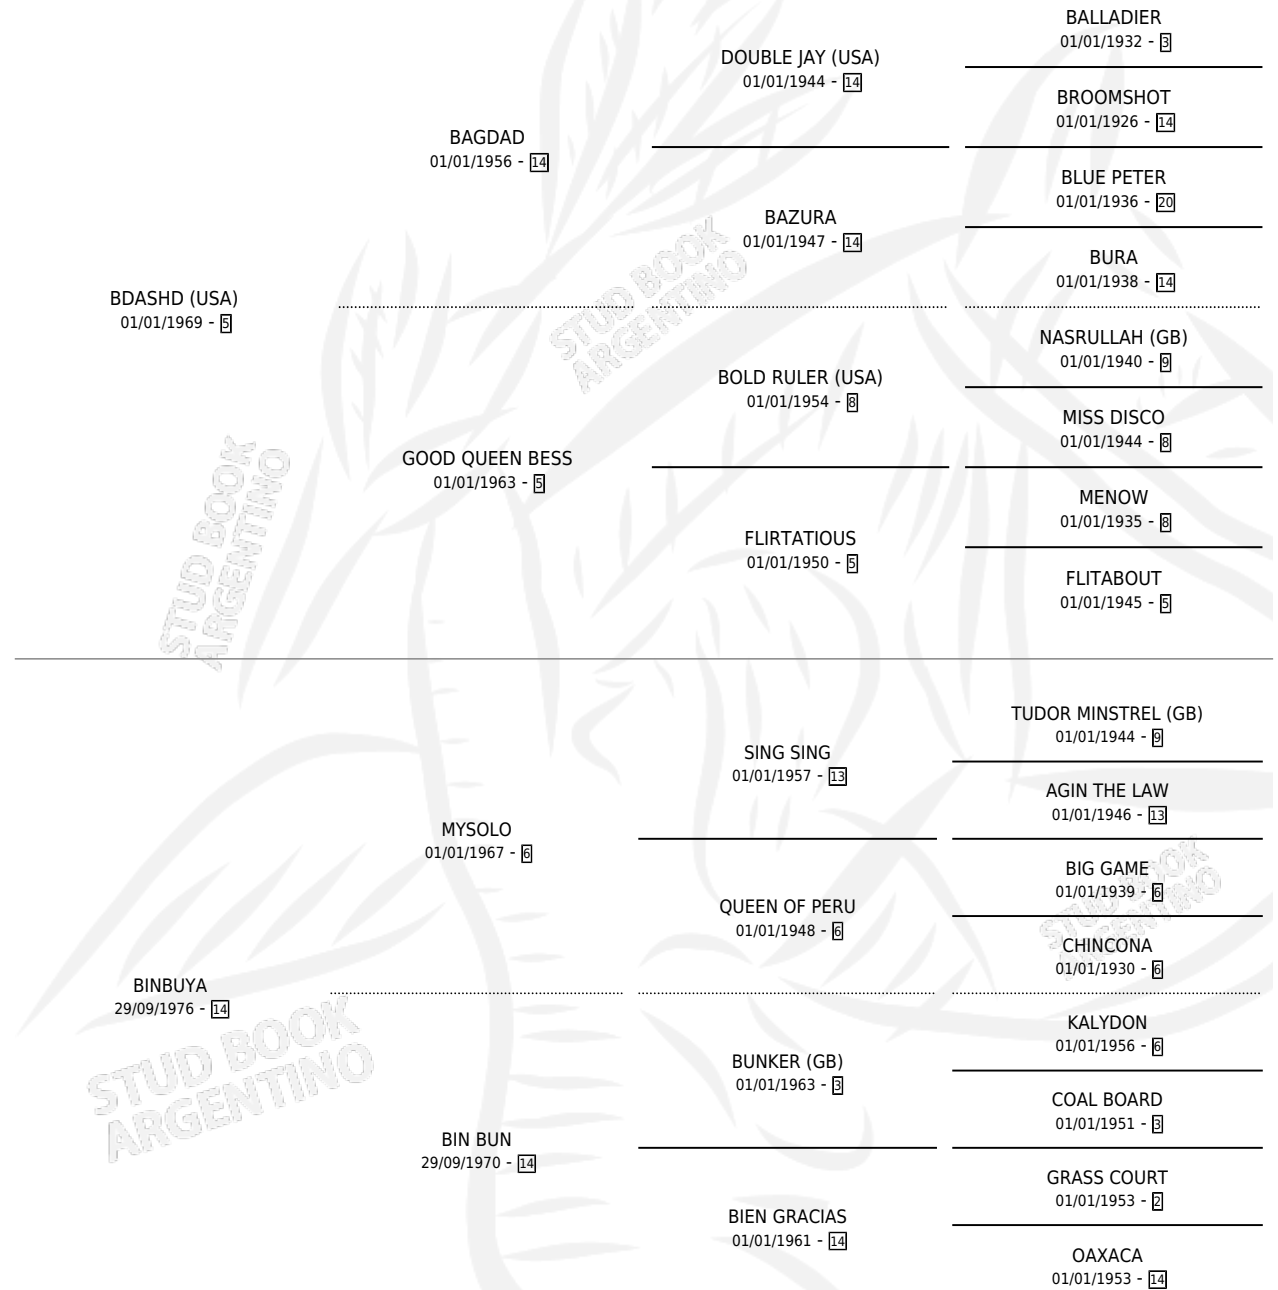 BALLADIER
01/01/1932 - 3
DOUBLE JAY (USA)
01/01/1944 - 14
BROOMSHOT
01/01/1926 - 14
BAGDAD
01/01/1956 - 14
BLUE PETER
01/01/1936 - 20
BAZURA
01/01/1947 - 14
BURA
01/01/1938 - 14
BDASHD (USA)
01/01/1969 - 5
STUD BOOK
ARGENTINO
NASRULLAH (GB)
01/01/1940 - 9
BOLD RULER (USA)
01/01/1954 - 8
MISS DISCO
01/01/1944 - 8
GOOD QUEEN BESS
01/01/1963 - 5
MENOW
01/01/1935 - 8
FLIRTATIOUS
01/01/1950 - 5
FLITABOUT
01/01/1945 - 5
STUD BOOK
ARGENTINO
TUDOR MINSTREL (GB)
01/01/1944 - 9
SING SING
01/01/1957 - 13
AGIN THE LAW
01/01/1946 - 13
MYSOLO
01/01/1967 - 6
BIG GAME
01/01/1939 - 6
QUEEN OF PERU
01/01/1948 - 6
STUD BOOK
ARGENTINO
CHINCONA
01/01/1930 - 6
BINBUYA
29/09/1976 - 14
KALYDON
01/01/1956 - 6
STUD BOOK
ARGENTINO
BUNKER (GB)
01/01/1963 - 3
COAL BOARD
01/01/1951 - 3
BIN BUN
29/09/1970 - 14
GRASS COURT
01/01/1953 - 2
BIEN GRACIAS
01/01/1961 - 14
OAXACA
01/01/1953 - 14